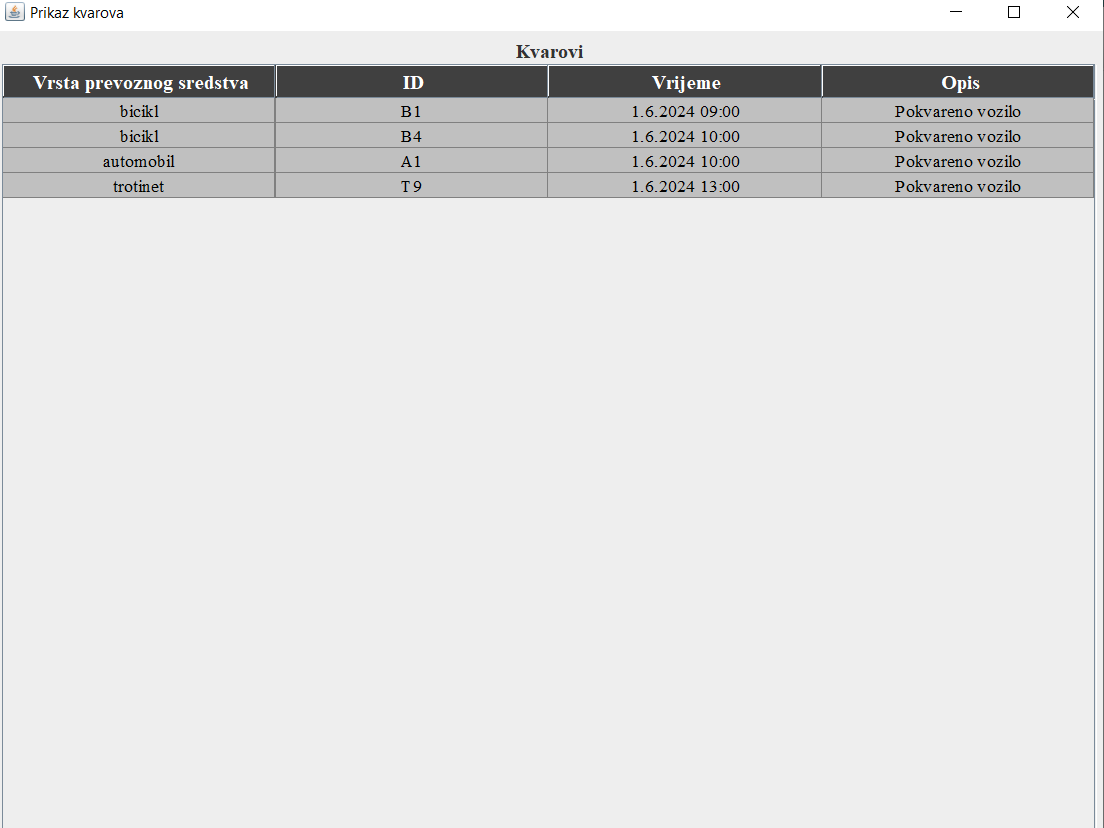 Prikaz kvarova
Kvarovi
Vrsta prevoznog sredstva ID Vrijeme Opis
bicikl B1 1.6.2024 09:00 Pokvareno vozilo
bicikl B4 1.6.2024 10:00 Pokvareno vozilo
automobil A1 1.6.2024 10:00 Pokvareno vozilo
trotinet T9 1.6.2024 13:00 Pokvareno vozilo